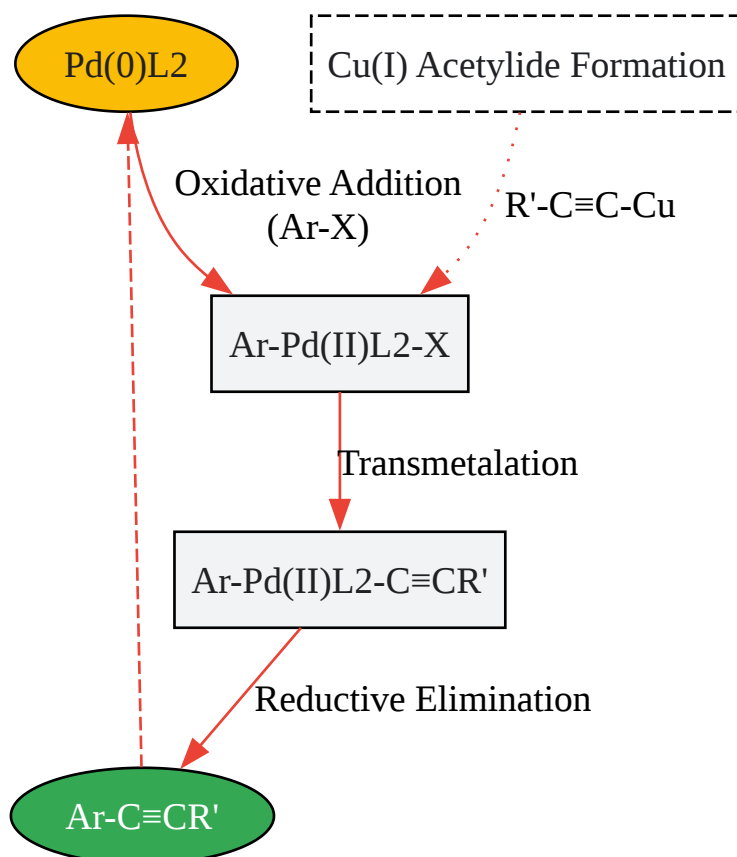 Pd(0)L2
Cu(I) Acetylide Formation
Oxidative Addition
(Ar-X)
R'-C≡C-Cu
Ar-Pd(II)L2-X
Transmetalation
Ar-Pd(II)L2-C≡CR'
Reductive Elimination
Ar-C≡CR'